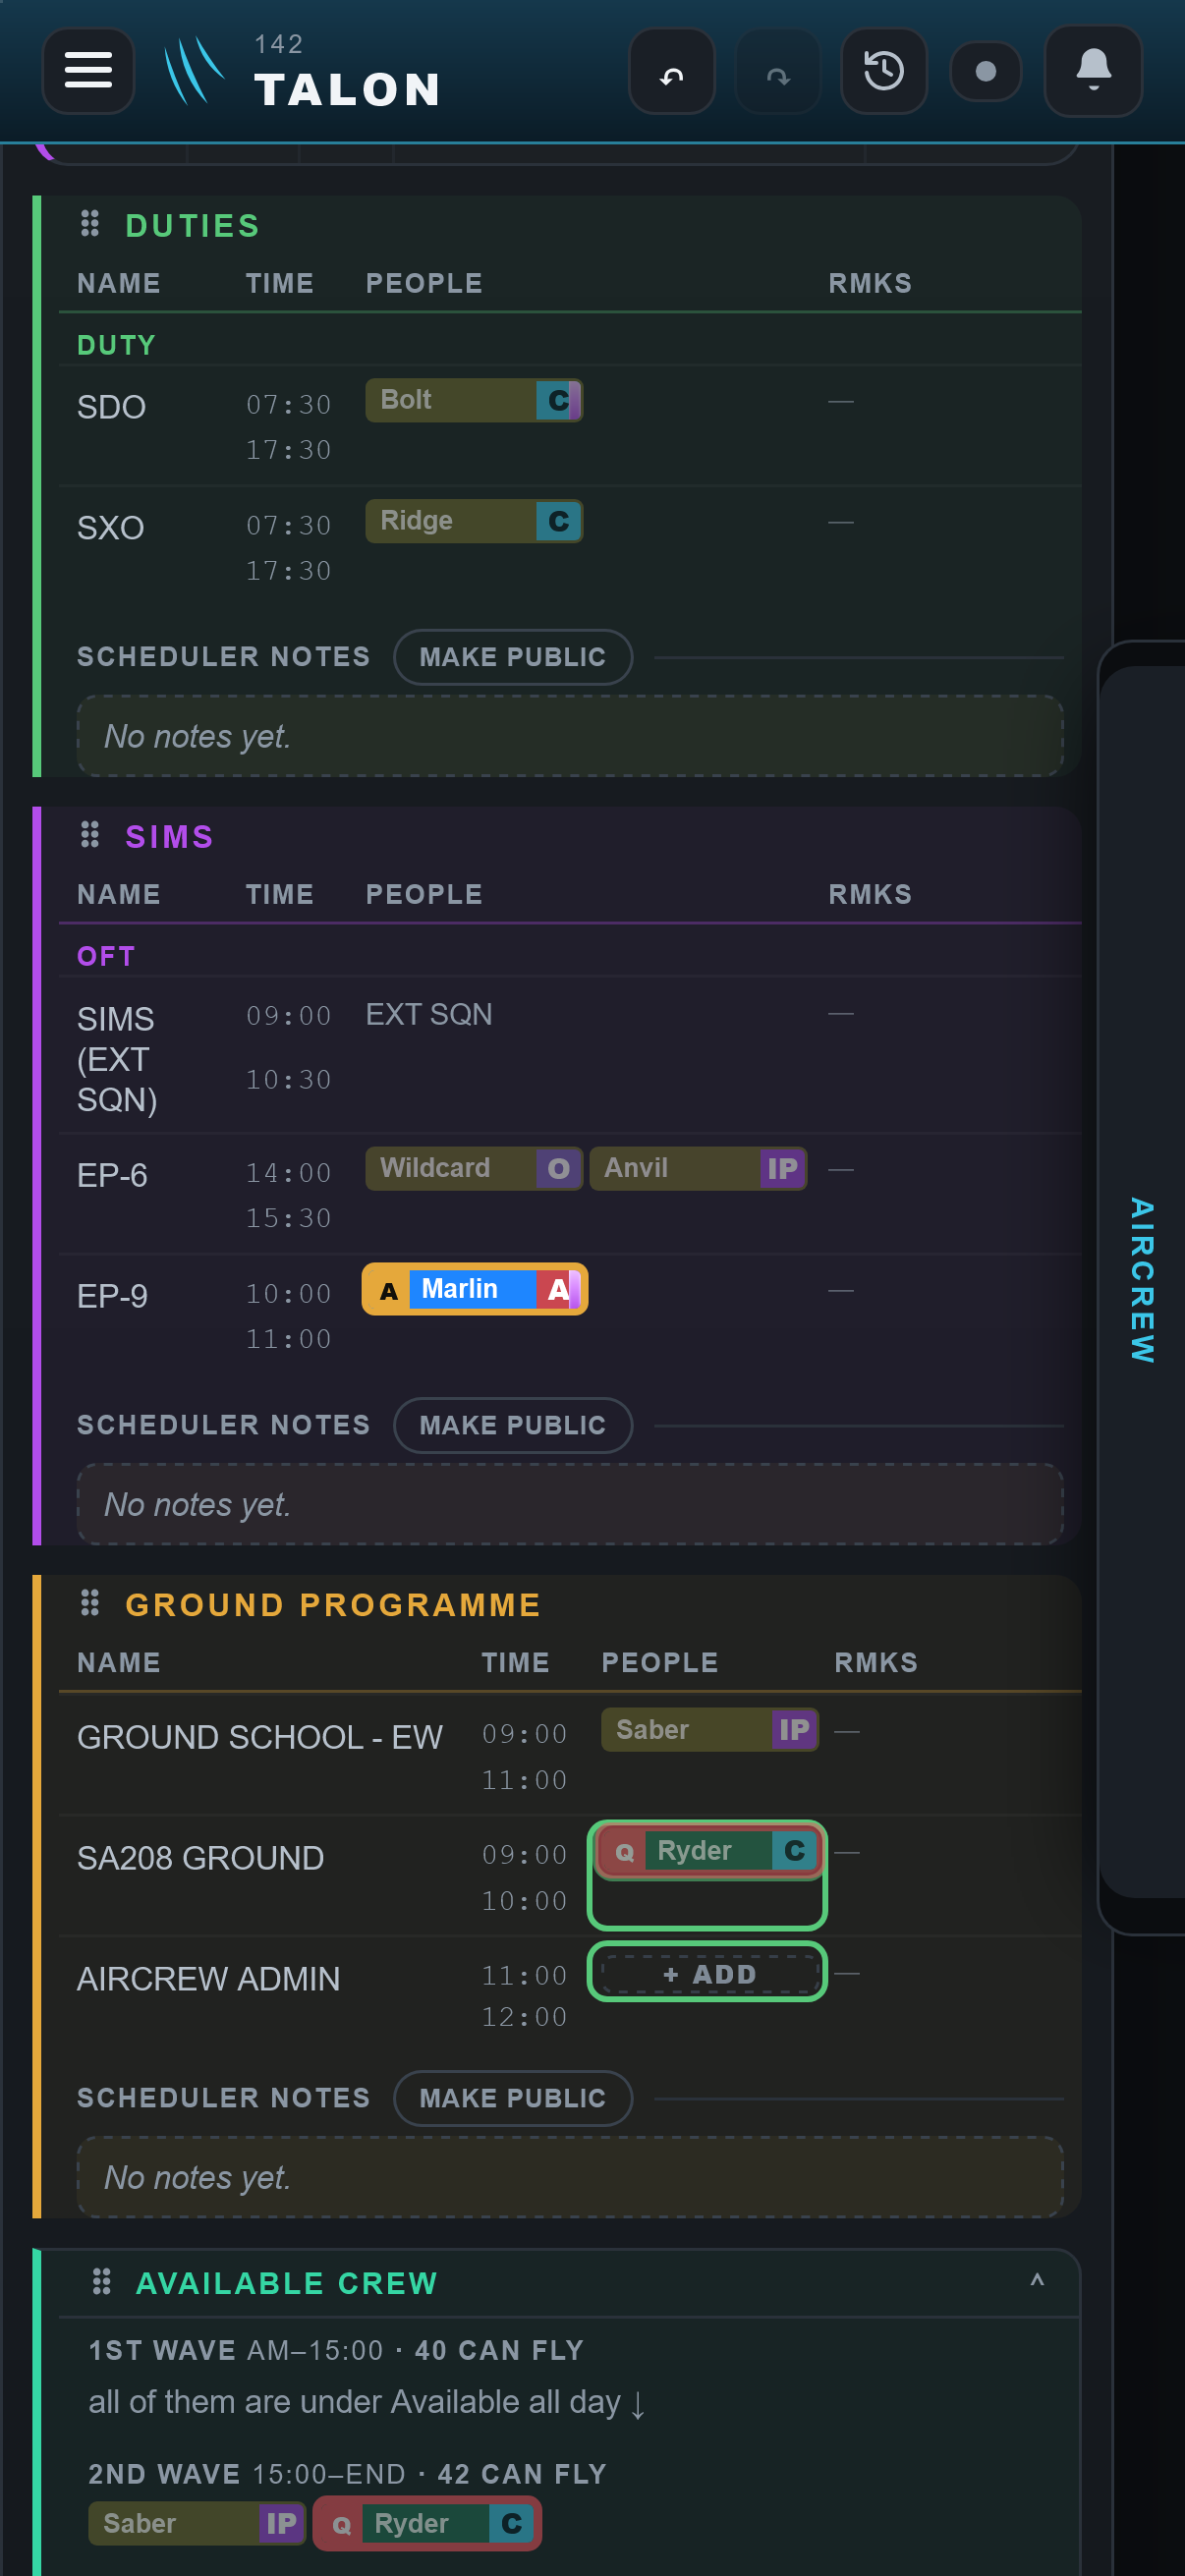 142
TALON
DUTIES
NAME TIME PEOPLE RMKS
DUTY
SDO 07:30 Bolt C —
17:30
SXO 07:30 Ridge C —
17:30
SCHEDULER NOTES MAKE PUBLIC
No notes yet.
SIMS
NAME TIME PEOPLE RMKS
OFT
SIMS (EXT SQN) 09:00 EXT SQN —
10:30
EP-6 14:00 Wildcard O Anvil IP —
15:30
EP-9 10:00 A Marlin A —
11:00
SCHEDULER NOTES MAKE PUBLIC
No notes yet.
AIRCREW
GROUND PROGRAMME
NAME TIME PEOPLE RMKS
GROUND SCHOOL - EW 09:00 Saber IP —
11:00
SA208 GROUND 09:00 Q Ryder C —
10:00
AIRCREW ADMIN 11:00 + ADD —
12:00
SCHEDULER NOTES MAKE PUBLIC
No notes yet.
AVAILABLE CREW ^
1ST WAVE AM–15:00 · 40 CAN FLY
all of them are under Available all day ↓
2ND WAVE 15:00–END · 42 CAN FLY
Saber IP Q Ryder C